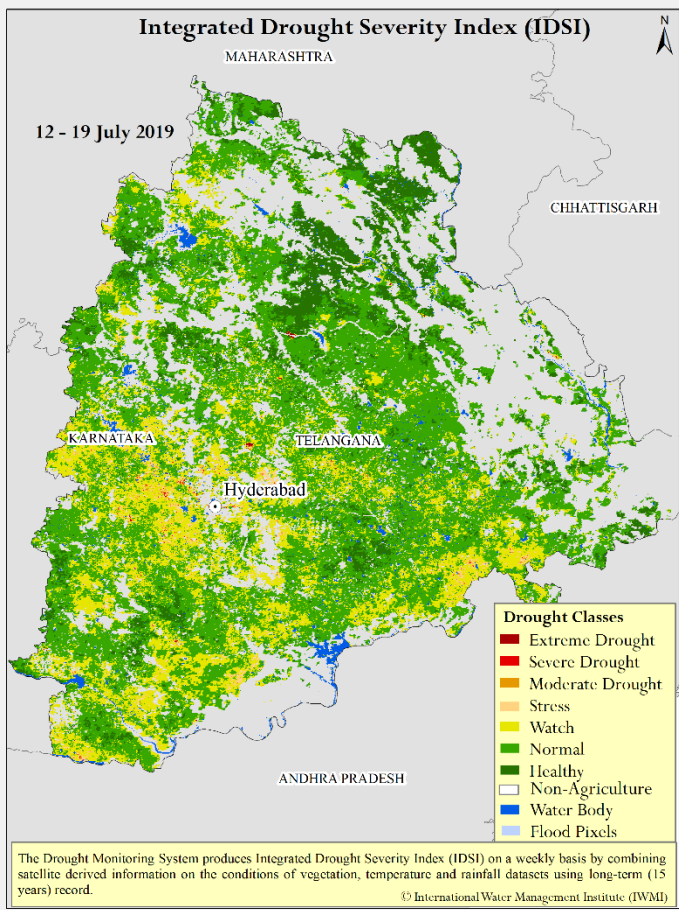 Integrated Drought Severity Index (IDSI)
N
MAHARASHTRA
12 - 19 July 2019
CHHATTISGARH
KARNATAKA
TELANGANA
Hyderabad
ANDHRA PRADESH
Drought Classes
Extreme Drought
Severe Drought
Moderate Drought
Stress
Watch
Normal
Healthy
Non-Agriculture
Water Body
Flood Pixels
The Drought Monitoring System produces Integrated Drought Severity Index (IDSI) on a weekly basis by combining
satellite derived information on the conditions of vegetation, temperature and rainfall datasets using long-term (15
years) record.
© International Water Management Institute (IWMI)